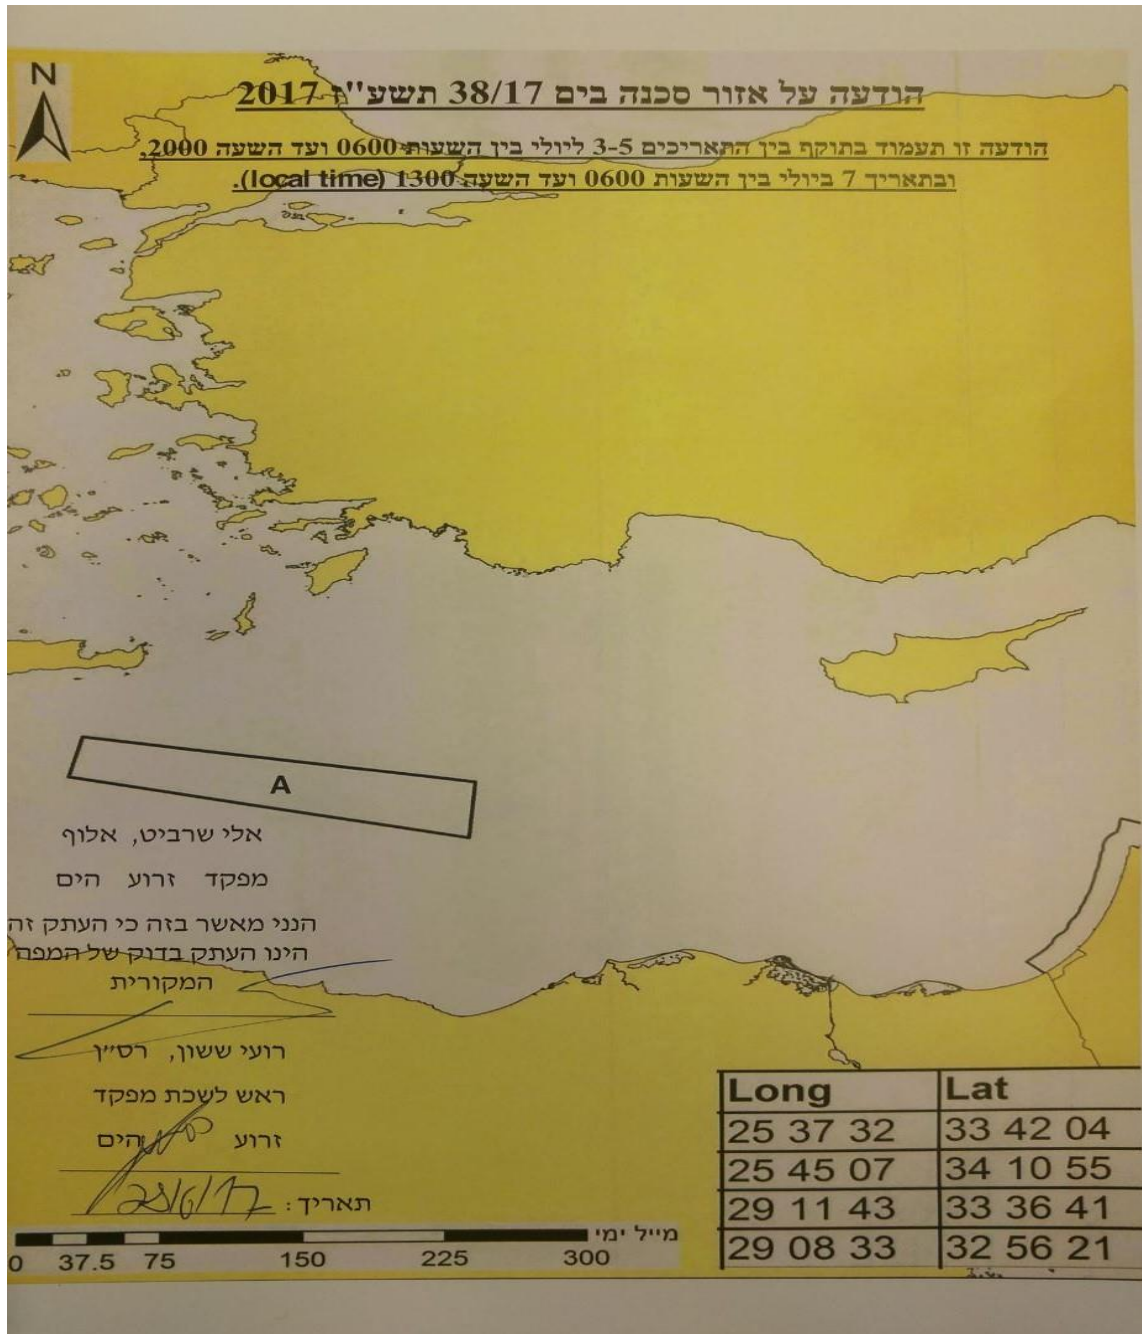 N
הודעה על אזור סכנה בים 38/17 תשע"ז 2017
הודעה זו תעמוד בתוקף בין התאריכים 3-5 ליולי בין השעות 0600 ועד השעה 2000,
ובתאריך 7 ביולי בין השעות 0600 ועד השעה 1300 (local time).
A
אלי שרביט, אלוף
מפקד זרוע הים
הנני מאשר בזה כי העתק זה
הינו העתק בדוק של המפה
המקורית
רועי ששון, רס״ן
ראש לשכת מפקד
זרוע הים
תאריך:
מייל ימי
0 37.5 75 150 225 300
Long Lat
25 37 32 33 42 04
25 45 07 34 10 55
29 11 43 33 36 41
29 08 33 32 56 21